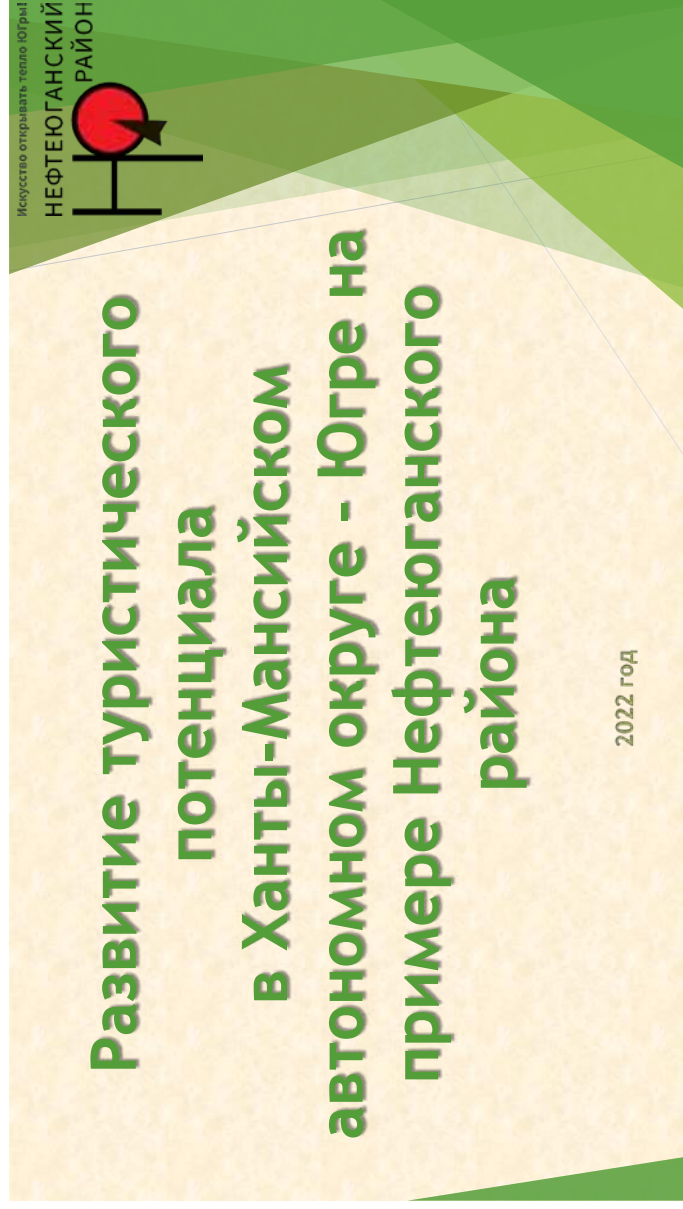 Искусство открывать тепло ЮГры!
НЕФТЕЮГАНСКИЙ
РАЙОН
Развитие туристического
потенциала
в Ханты-Мансийском
автономном округе - Югре на
примере Нефтеюганского
района
2022 год